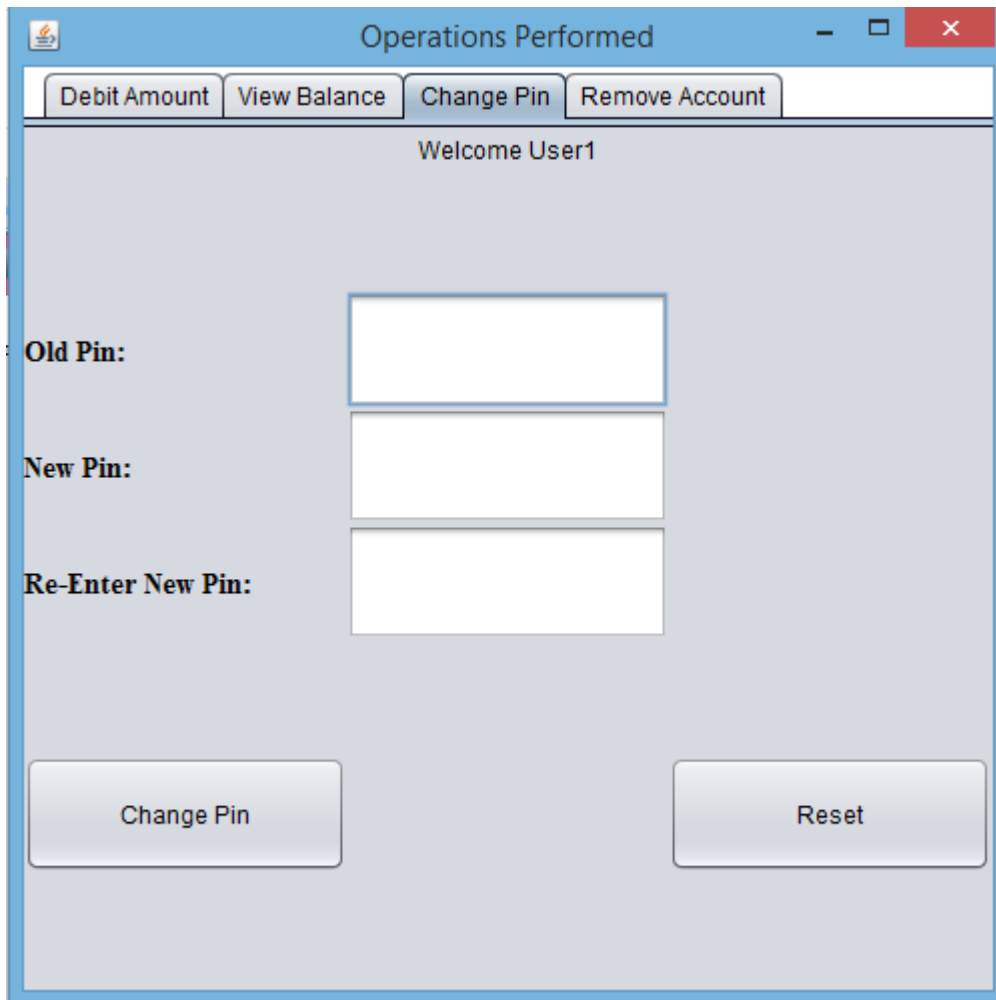 Operations Performed
Debit Amount View Balance Change Pin Remove Account
Welcome User1
Old Pin:
New Pin:
Re-Enter New Pin:
Change Pin Reset